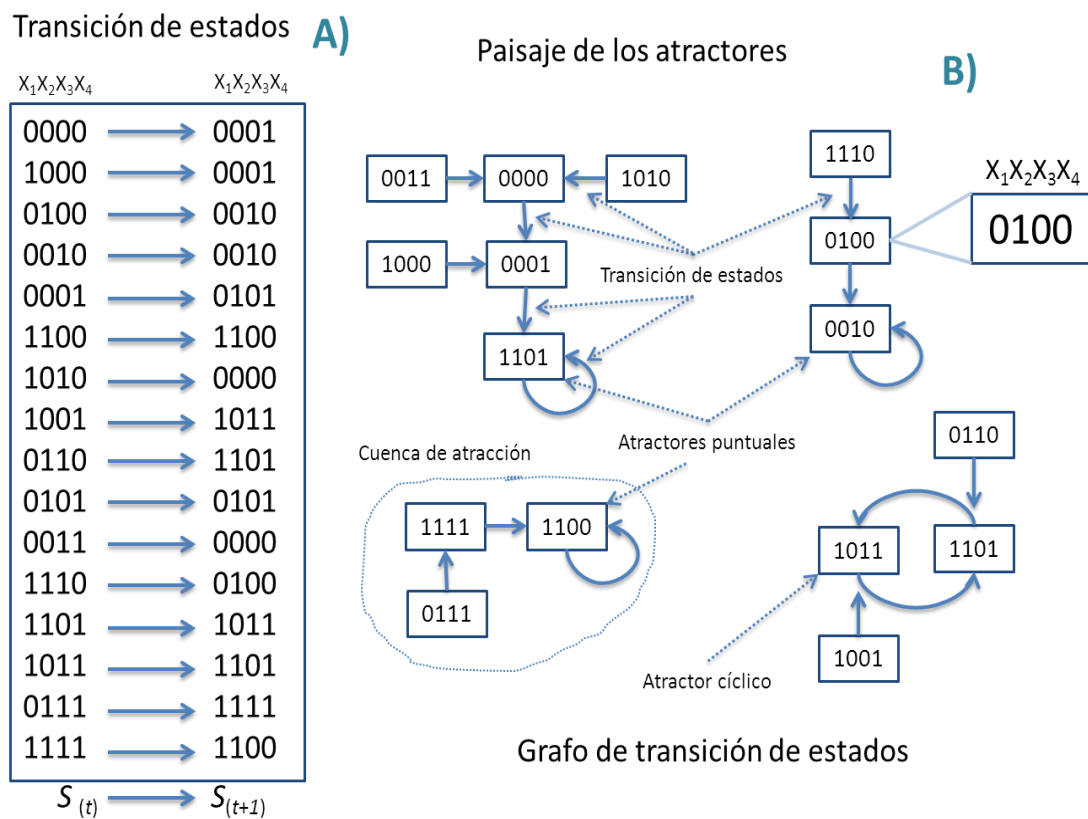 Transición de estados
A)
X1X2X3X4 X1X2X3X4
0000 0001
1000 0001
0100 0010
0010 0010
0001 0101
1100 1100
1010 0000
1001 1011
0110 1101
0101 0101
0011 0000
1110 0100
1101 1011
1011 1101
0111 1111
1111 1100
S (t) S(t+1)
Paisaje de los atractores
B)
0011 0000 1010
1000 0001
1101
Transición de estados
1110
0100
0010
X1X2X3X4
0100
Atractores puntuales
Cuenca de atracción
1111 1100
0111
0110
1011 1101
1001
Atractor cíclico
Grafo de transición de estados